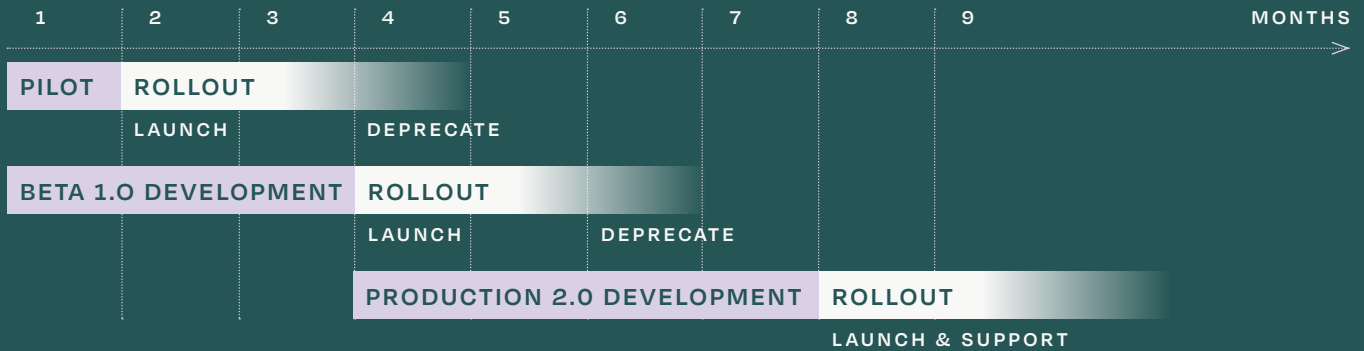 1 2 3 4 5 6 7 8 9 MONTHS
PILOT ROLLOUT
LAUNCH DEPRECATE
BETA 1.0 DEVELOPMENT ROLLOUT
LAUNCH DEPRECATE
PRODUCTION 2.0 DEVELOPMENT ROLLOUT
LAUNCH & SUPPORT